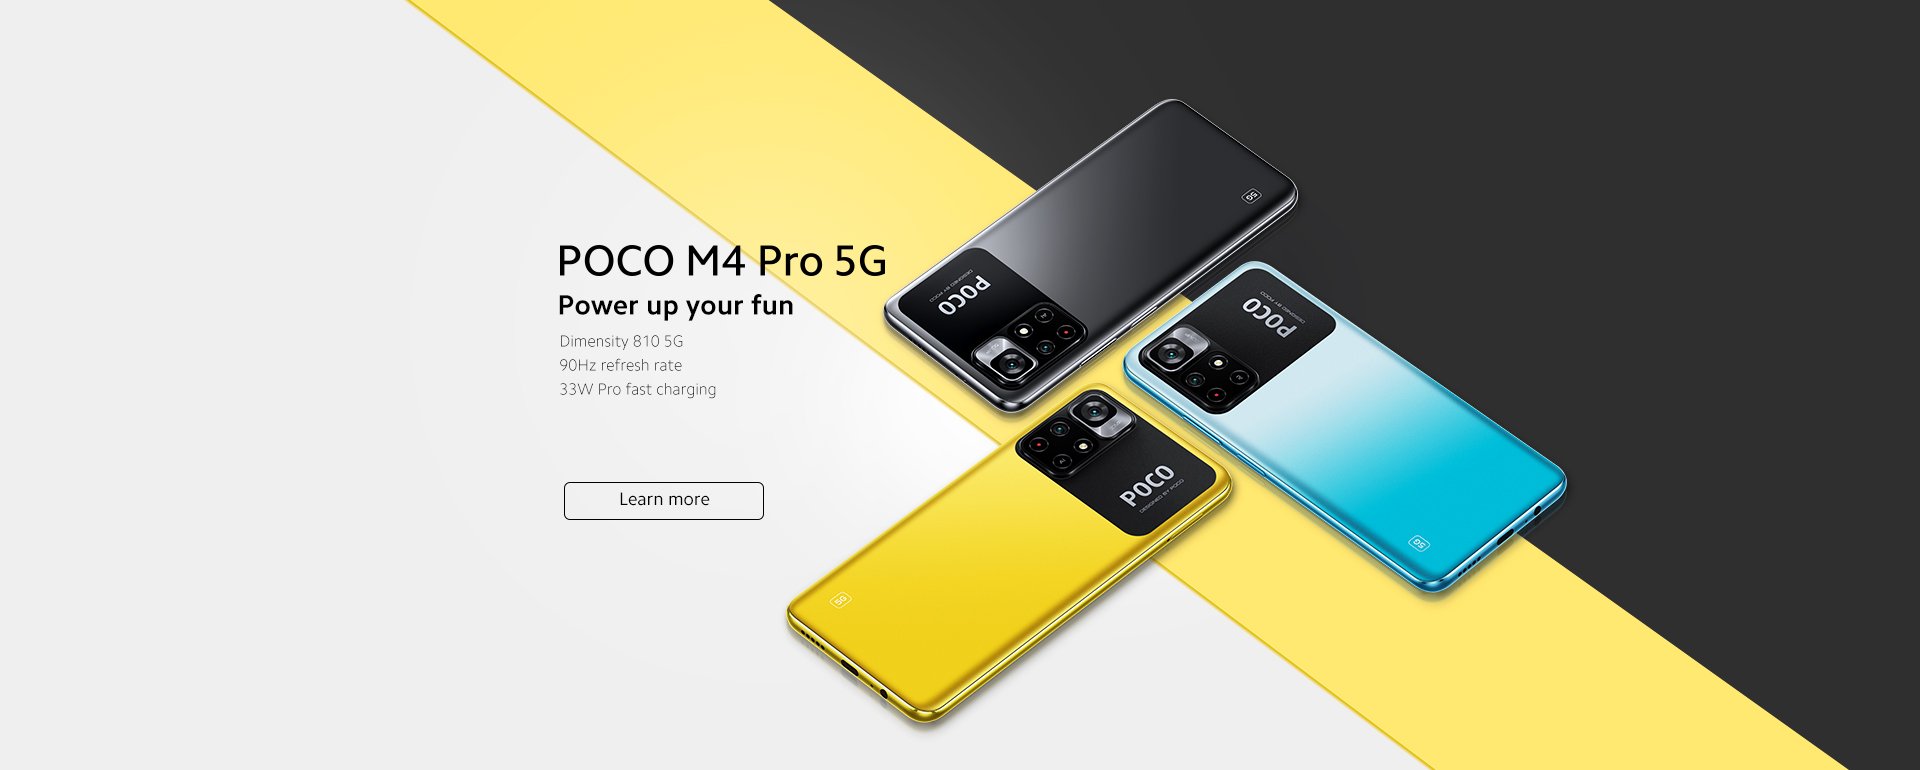 POCO M4 Pro 5G
Power up your fun
Dimensity 810 5G
90Hz refresh rate
33W Pro fast charging
Learn more
POCO
DESIGNED BY POCO
5G
POCO
DESIGNED BY POCO
5G
AI
POCO
DESIGNED BY POCO
5G